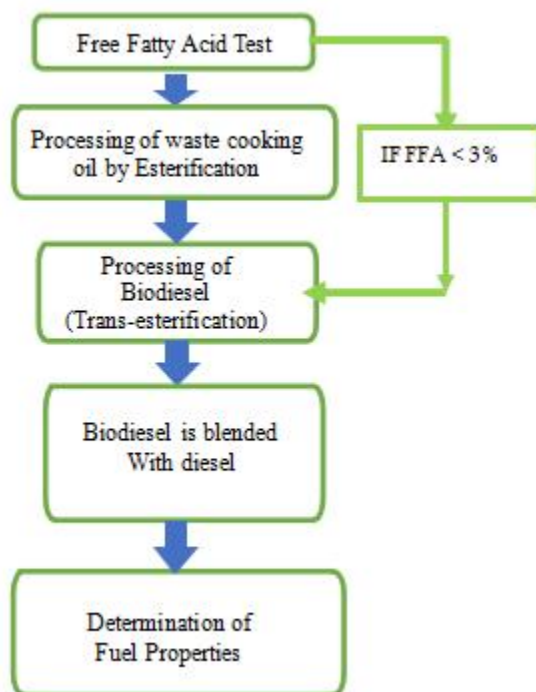 Free Fatty Acid Test
Processing of waste cooking
oil by Esterification
IF FFA < 3%
Processing of
Biodiesel
(Trans-esterification)
Biodiesel is blended
With diesel
Determination of
Fuel Properties